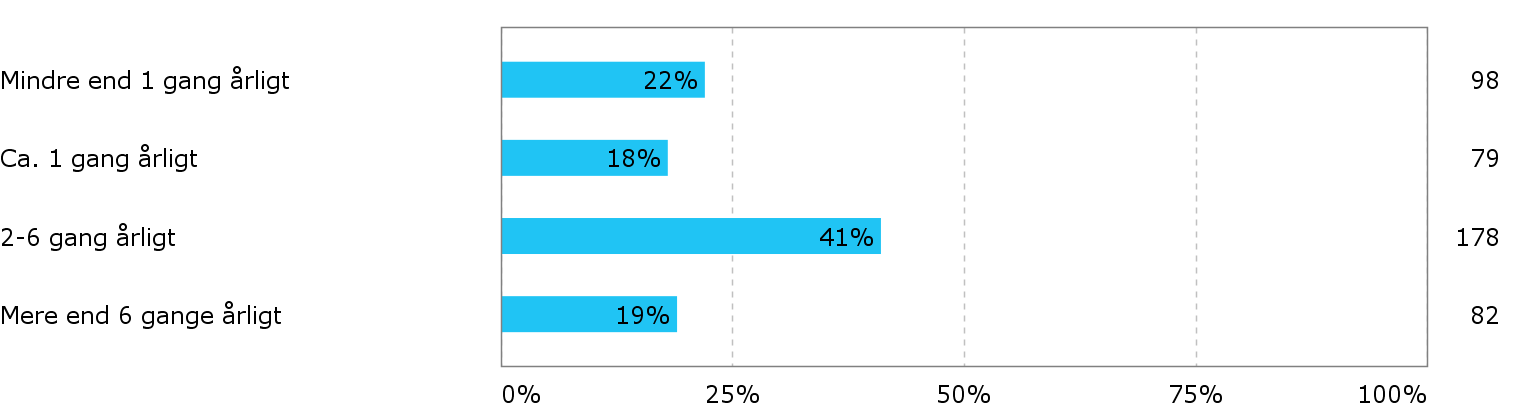 Mindre end 1 gang årligt 22% 98
Ca. 1 gang årligt 18% 79
2-6 gang årligt 41% 178
Mere end 6 gange årligt 19% 82
0% 25% 50% 75% 100%